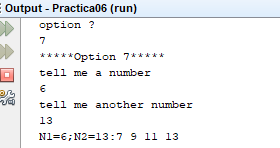 Output - Practica06 (run)
option ?
7
*****Option 7*****
tell me a number
6
tell me another number
13
N1=6;N2=13:7 9 11 13